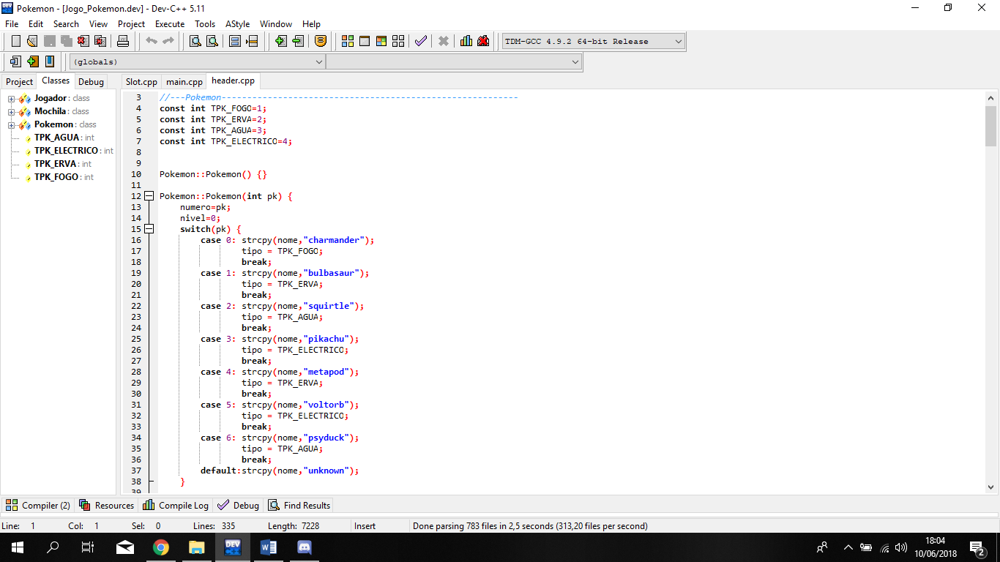 Pokemon - [Jogo_Pokemon.dev] - Dev-C++ 5.11
File Edit Search View Project Execute Tools AStyle Window Help
TDM-GCC 4.9.2 64-bit Release
(globals)
Project Classes Debug
Slot.cpp main.cpp header.cpp
Jogador : class
Mochila : class
Pokemon : class
TPK_AGUA : int
TPK_ELECTRICO : int
TPK_ERVA : int
TPK_FOGO : int
3 //---Pokemon----------------------------------------------------------
4 const int TPK_FOGO=1;
5 const int TPK_ERVA=2;
6 const int TPK_AGUA=3;
7 const int TPK_ELECTRICO=4;
8
9
10 Pokemon::Pokemon() {}
11
12 Pokemon::Pokemon(int pk) {
13 numero=pk;
14 nivel=0;
15 switch(pk) {
16 case 0: strcpy(nome,"charmander");
17 tipo = TPK_FOGO;
18 break;
19 case 1: strcpy(nome,"bulbasaur");
20 tipo = TPK_ERVA;
21 break;
22 case 2: strcpy(nome,"squirtle");
23 tipo = TPK_AGUA;
24 break;
25 case 3: strcpy(nome,"pikachu");
26 tipo = TPK_ELECTRICO;
27 break;
28 case 4: strcpy(nome,"metapod");
29 tipo = TPK_ERVA;
30 break;
31 case 5: strcpy(nome,"voltorb");
32 tipo = TPK_ELECTRICO;
33 break;
34 case 6: strcpy(nome,"psyduck");
35 tipo = TPK_AGUA;
36 break;
37 default:strcpy(nome,"unknown");
38 }
39
Compiler (2) Resources Compile Log Debug Find Results
Line: 1 Col: 1 Sel: 0 Lines: 335 Length: 7228 Insert Done parsing 783 files in 2,5 seconds (313,20 files per second)
DEV
W
18:04
10/06/2018
2